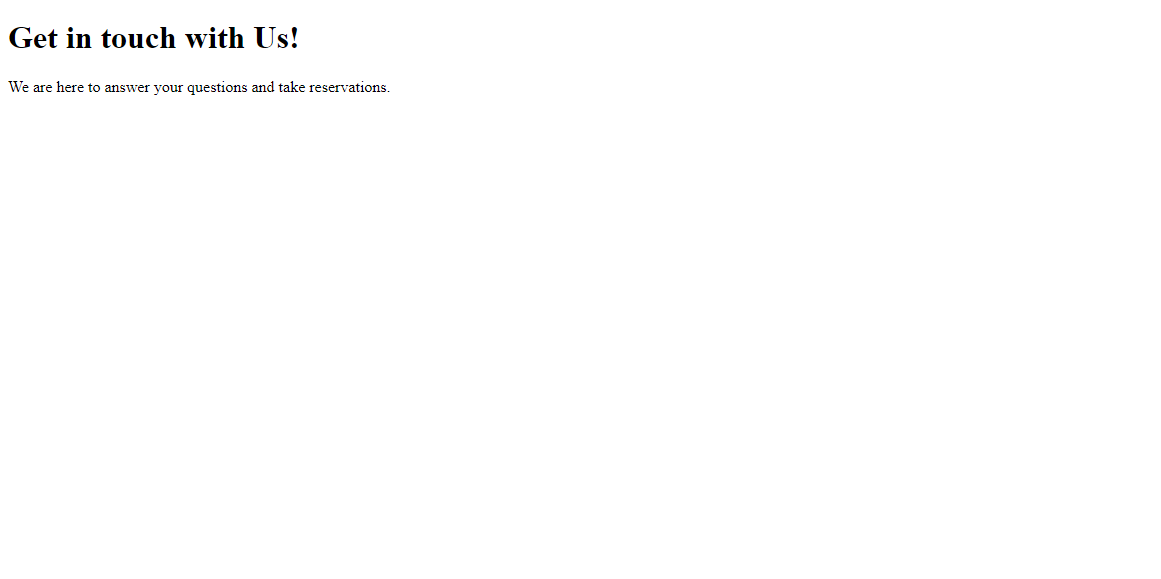 Get in touch with Us!
We are here to answer your questions and take reservations.